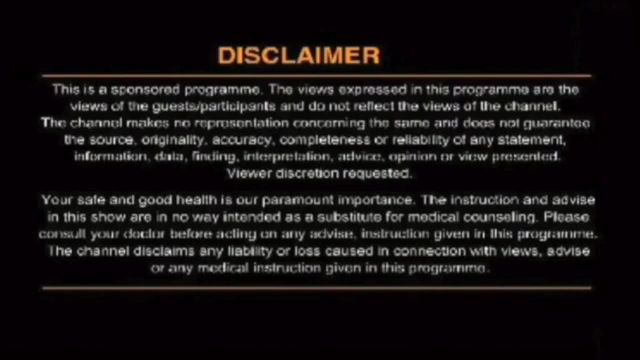 DISCLAIMER
This is a sponsored programme. The views expressed in this programme are the
views of the guests/participants and do not reflect the views of the channel.
The channel makes no representation concerning the same and does not guarantee
the source, originality, accuracy, completeness or reliability of any statement,
information, data, finding, interpretation, advice, opinion or view presented.
Viewer discretion requested.
Your safe and good health is our paramount importance. The instruction and advise
in this show are in no way intended as a substitute for medical counseling. Please
consult your doctor before acting on any advise, instruction given in this programme.
The channel disclaims any liability or loss caused in connection with views, advise
or any medical instruction given in this programme.